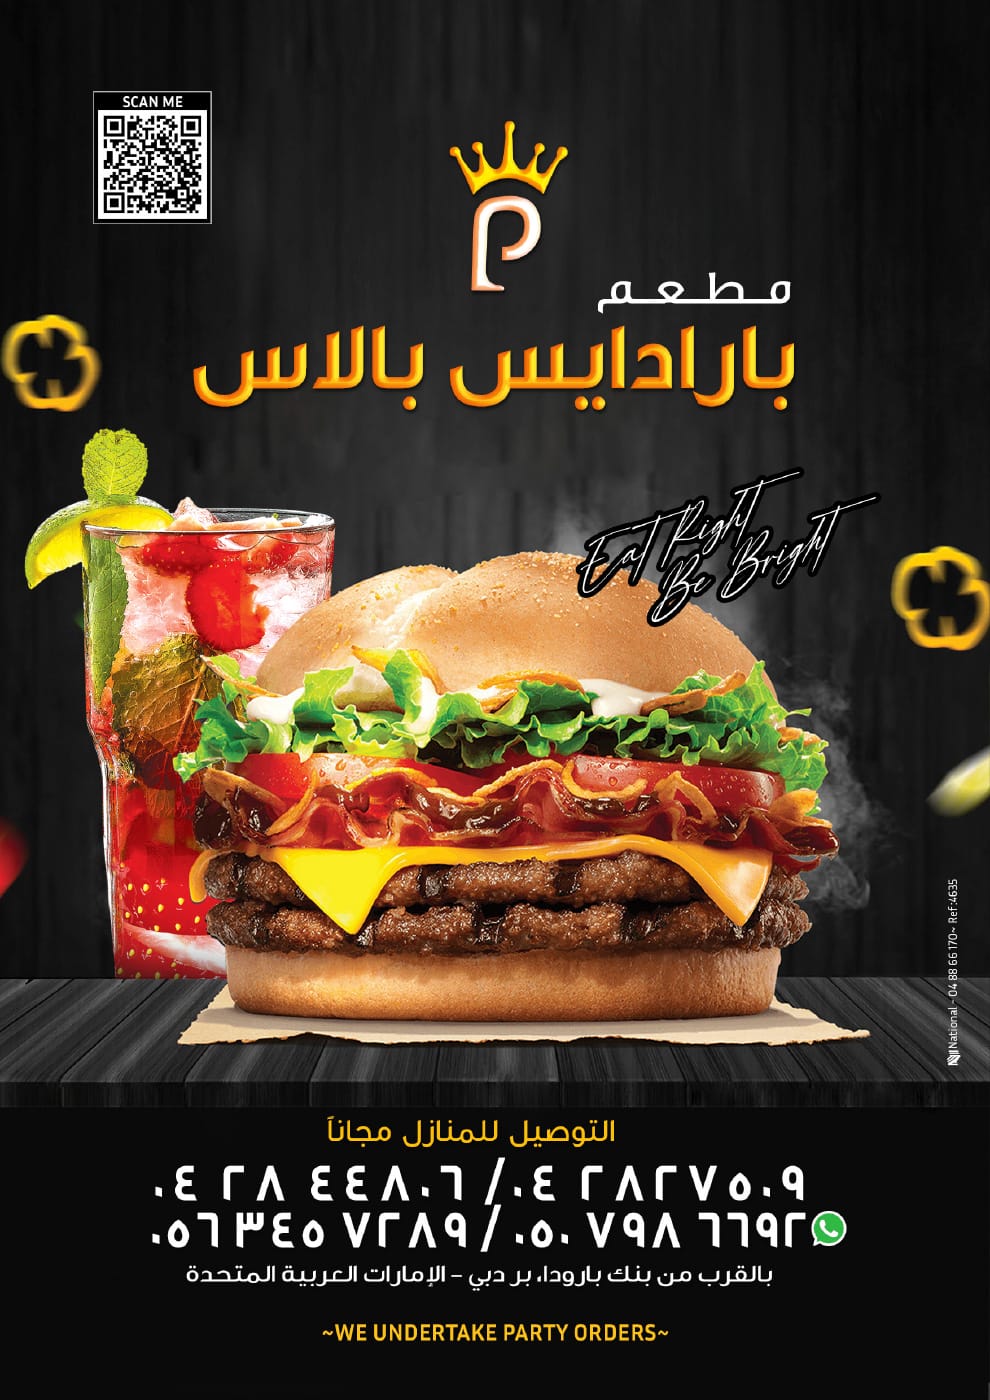 SCAN ME
P
مطعم
بارادايس بالاس
Eat Right
Be Bright
National - 04 88 66 170~ Ref:4635
التوصيل للمنازل مجاناً
٠٤ ٢٨ ٤٤٨٠٦ /٠٤ ٢٨٢٧٥٠٩
٠٥٦ ٣٤٥ ٧٢٨٩ / ٠٥٠ ٧٩٨ ٦٦٩٢
بالقرب من بنك بارودا، بر دبي – الإمارات العربية المتحدة
~WE UNDERTAKE PARTY ORDERS~